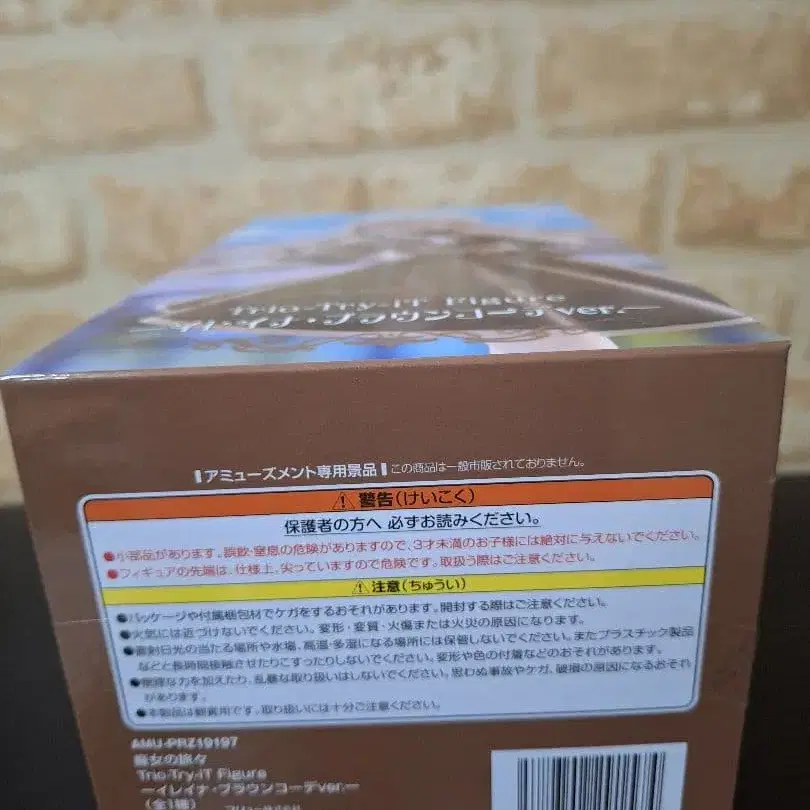 Trio-Try-iT Figure
―イレイナ・ブラウンコーデver.―
アミューズメント専用景品 この商品は一般市販されておりません。
⚠警告(けいこく)
保護者の方へ 必ずお読みください。
●小部品があります。誤飲・窒息の危険がありますので、3才未満のお子様には絶対に与えないでください。
●フィギュアの先端は、仕様上、尖っていますので危険です。取扱う際はご注意ください。
⚠注意(ちゅうい)
●パッケージや付属梱包材でケガをするおそれがあります。開封する際はご注意ください。
●火気には近づけないでください。変形・変質・火傷または火災の原因になります。
●直射日光の当たる場所や水場、高温・多湿になる場所には保管しないでください。またプラスチック製品
などと長時間接触させたりこすったりしないでください。変形や色の付着などのおそれがあります。
●無理な力を加えたり、乱暴な取り扱いはしないでください。思わぬ事故やケガ、破損の原因になるおそれ
があります。
●本製品は観賞用です。取り扱いには十分ご注意ください。
AMU-PRZ19197
魔女の旅々
Trio-Try-iT Figure
―イレイナ・ブラウンコーデver.―
(全1種)